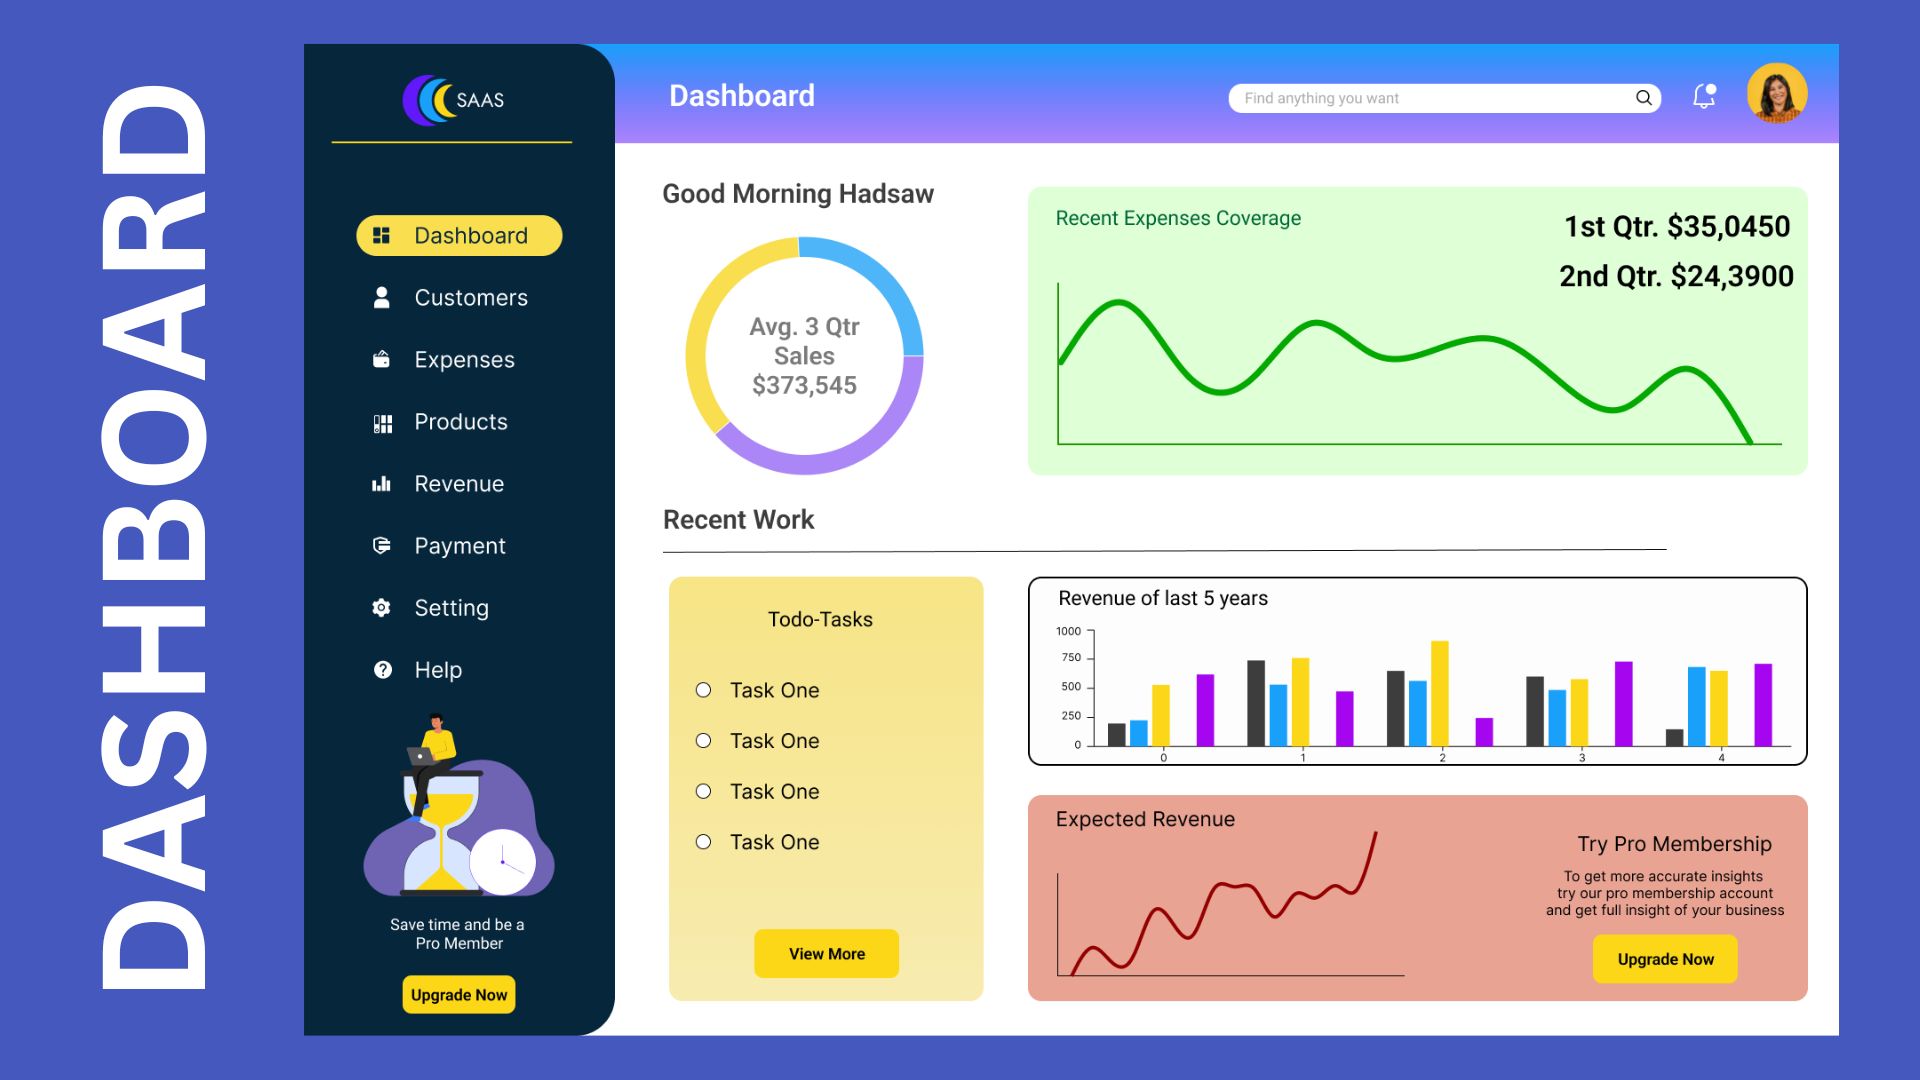 DASHBOARD
SAAS
Dashboard
Customers
Expenses
Products
Revenue
Payment
Setting
Help
Save time and be a
Pro Member
Upgrade Now
Dashboard
Find anything you want
Good Morning Hadsaw
Avg. 3 Qtr
Sales
$373,545
Recent Expenses Coverage
1st Qtr. $35,0450
2nd Qtr. $24,3900
Recent Work
Todo-Tasks
Task One
Task One
Task One
Task One
View More
Revenue of last 5 years
1000
750
500
250
0
0 1 2 3 4
Expected Revenue
Try Pro Membership
To get more accurate insights
try our pro membership account
and get full insight of your business
Upgrade Now